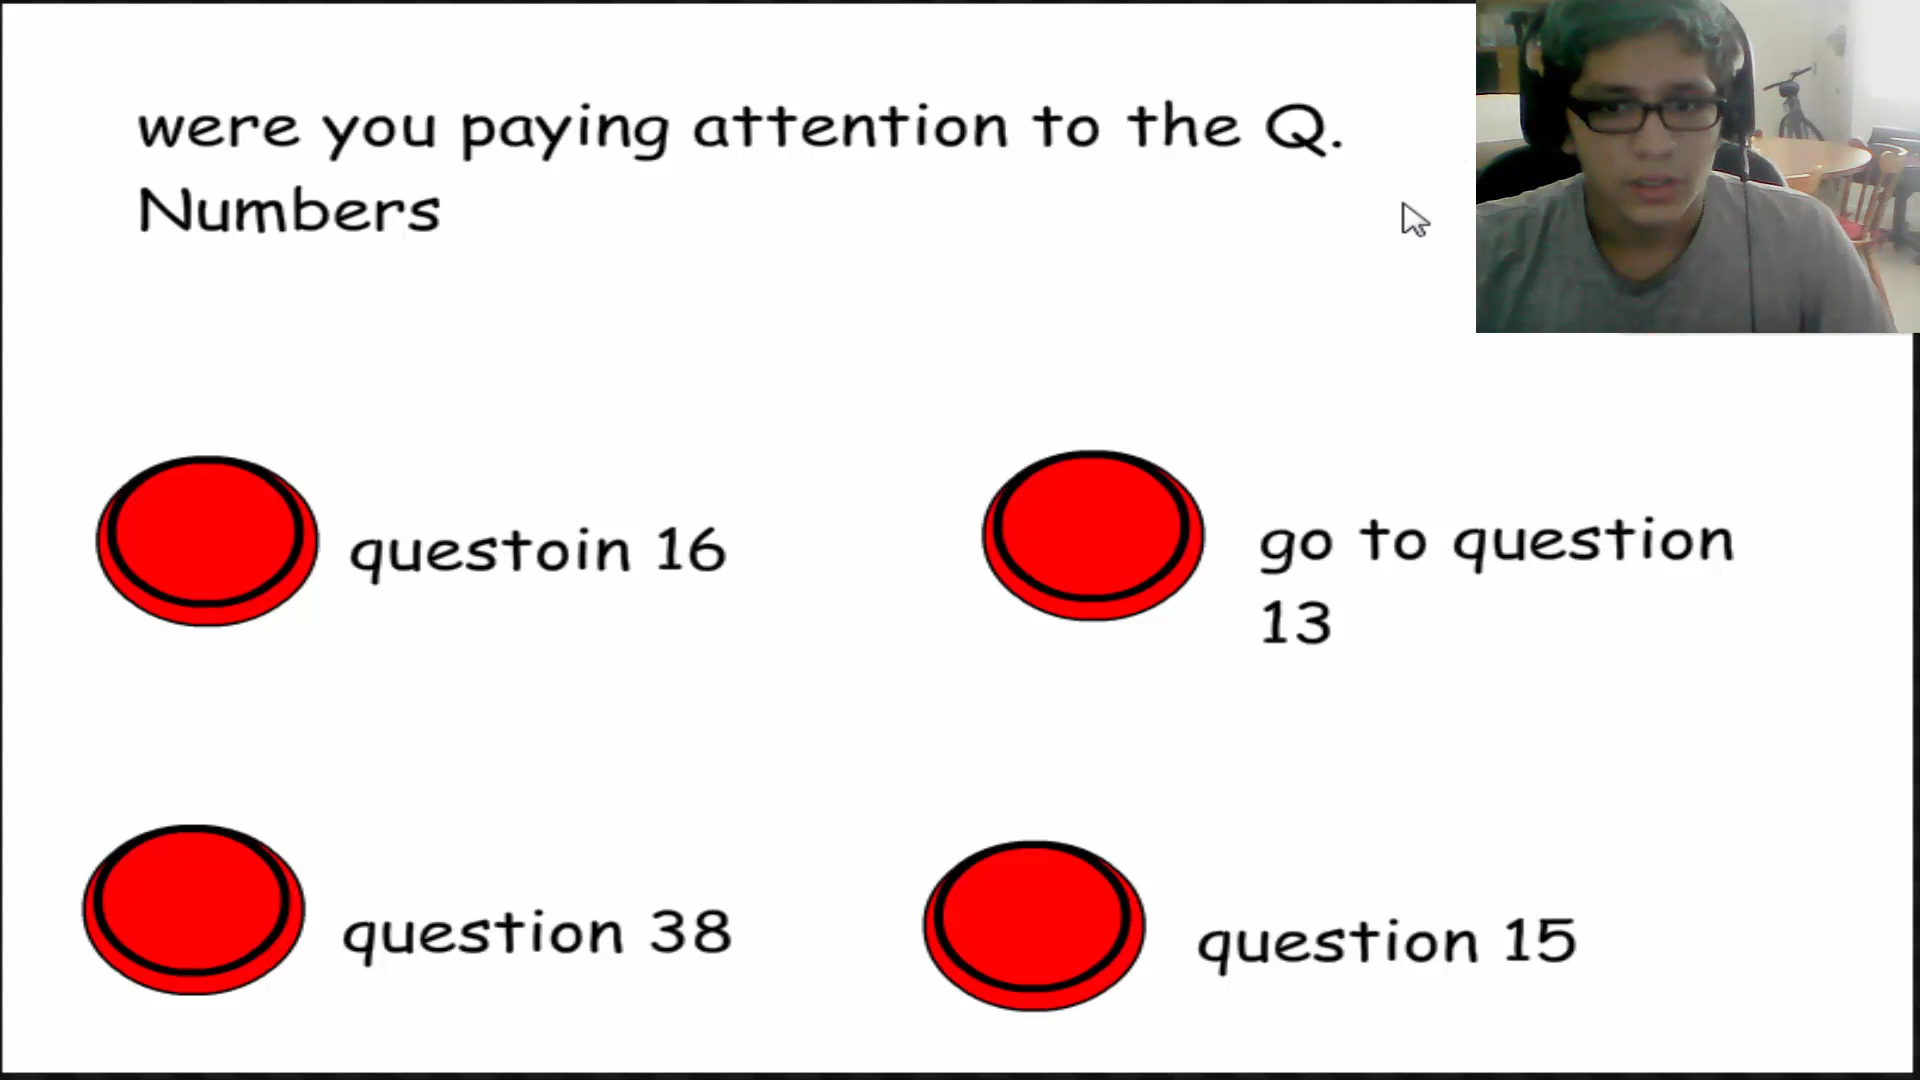 were you paying attention to the Q.
Numbers
questoin 16
go to question
13
question 38
question 15